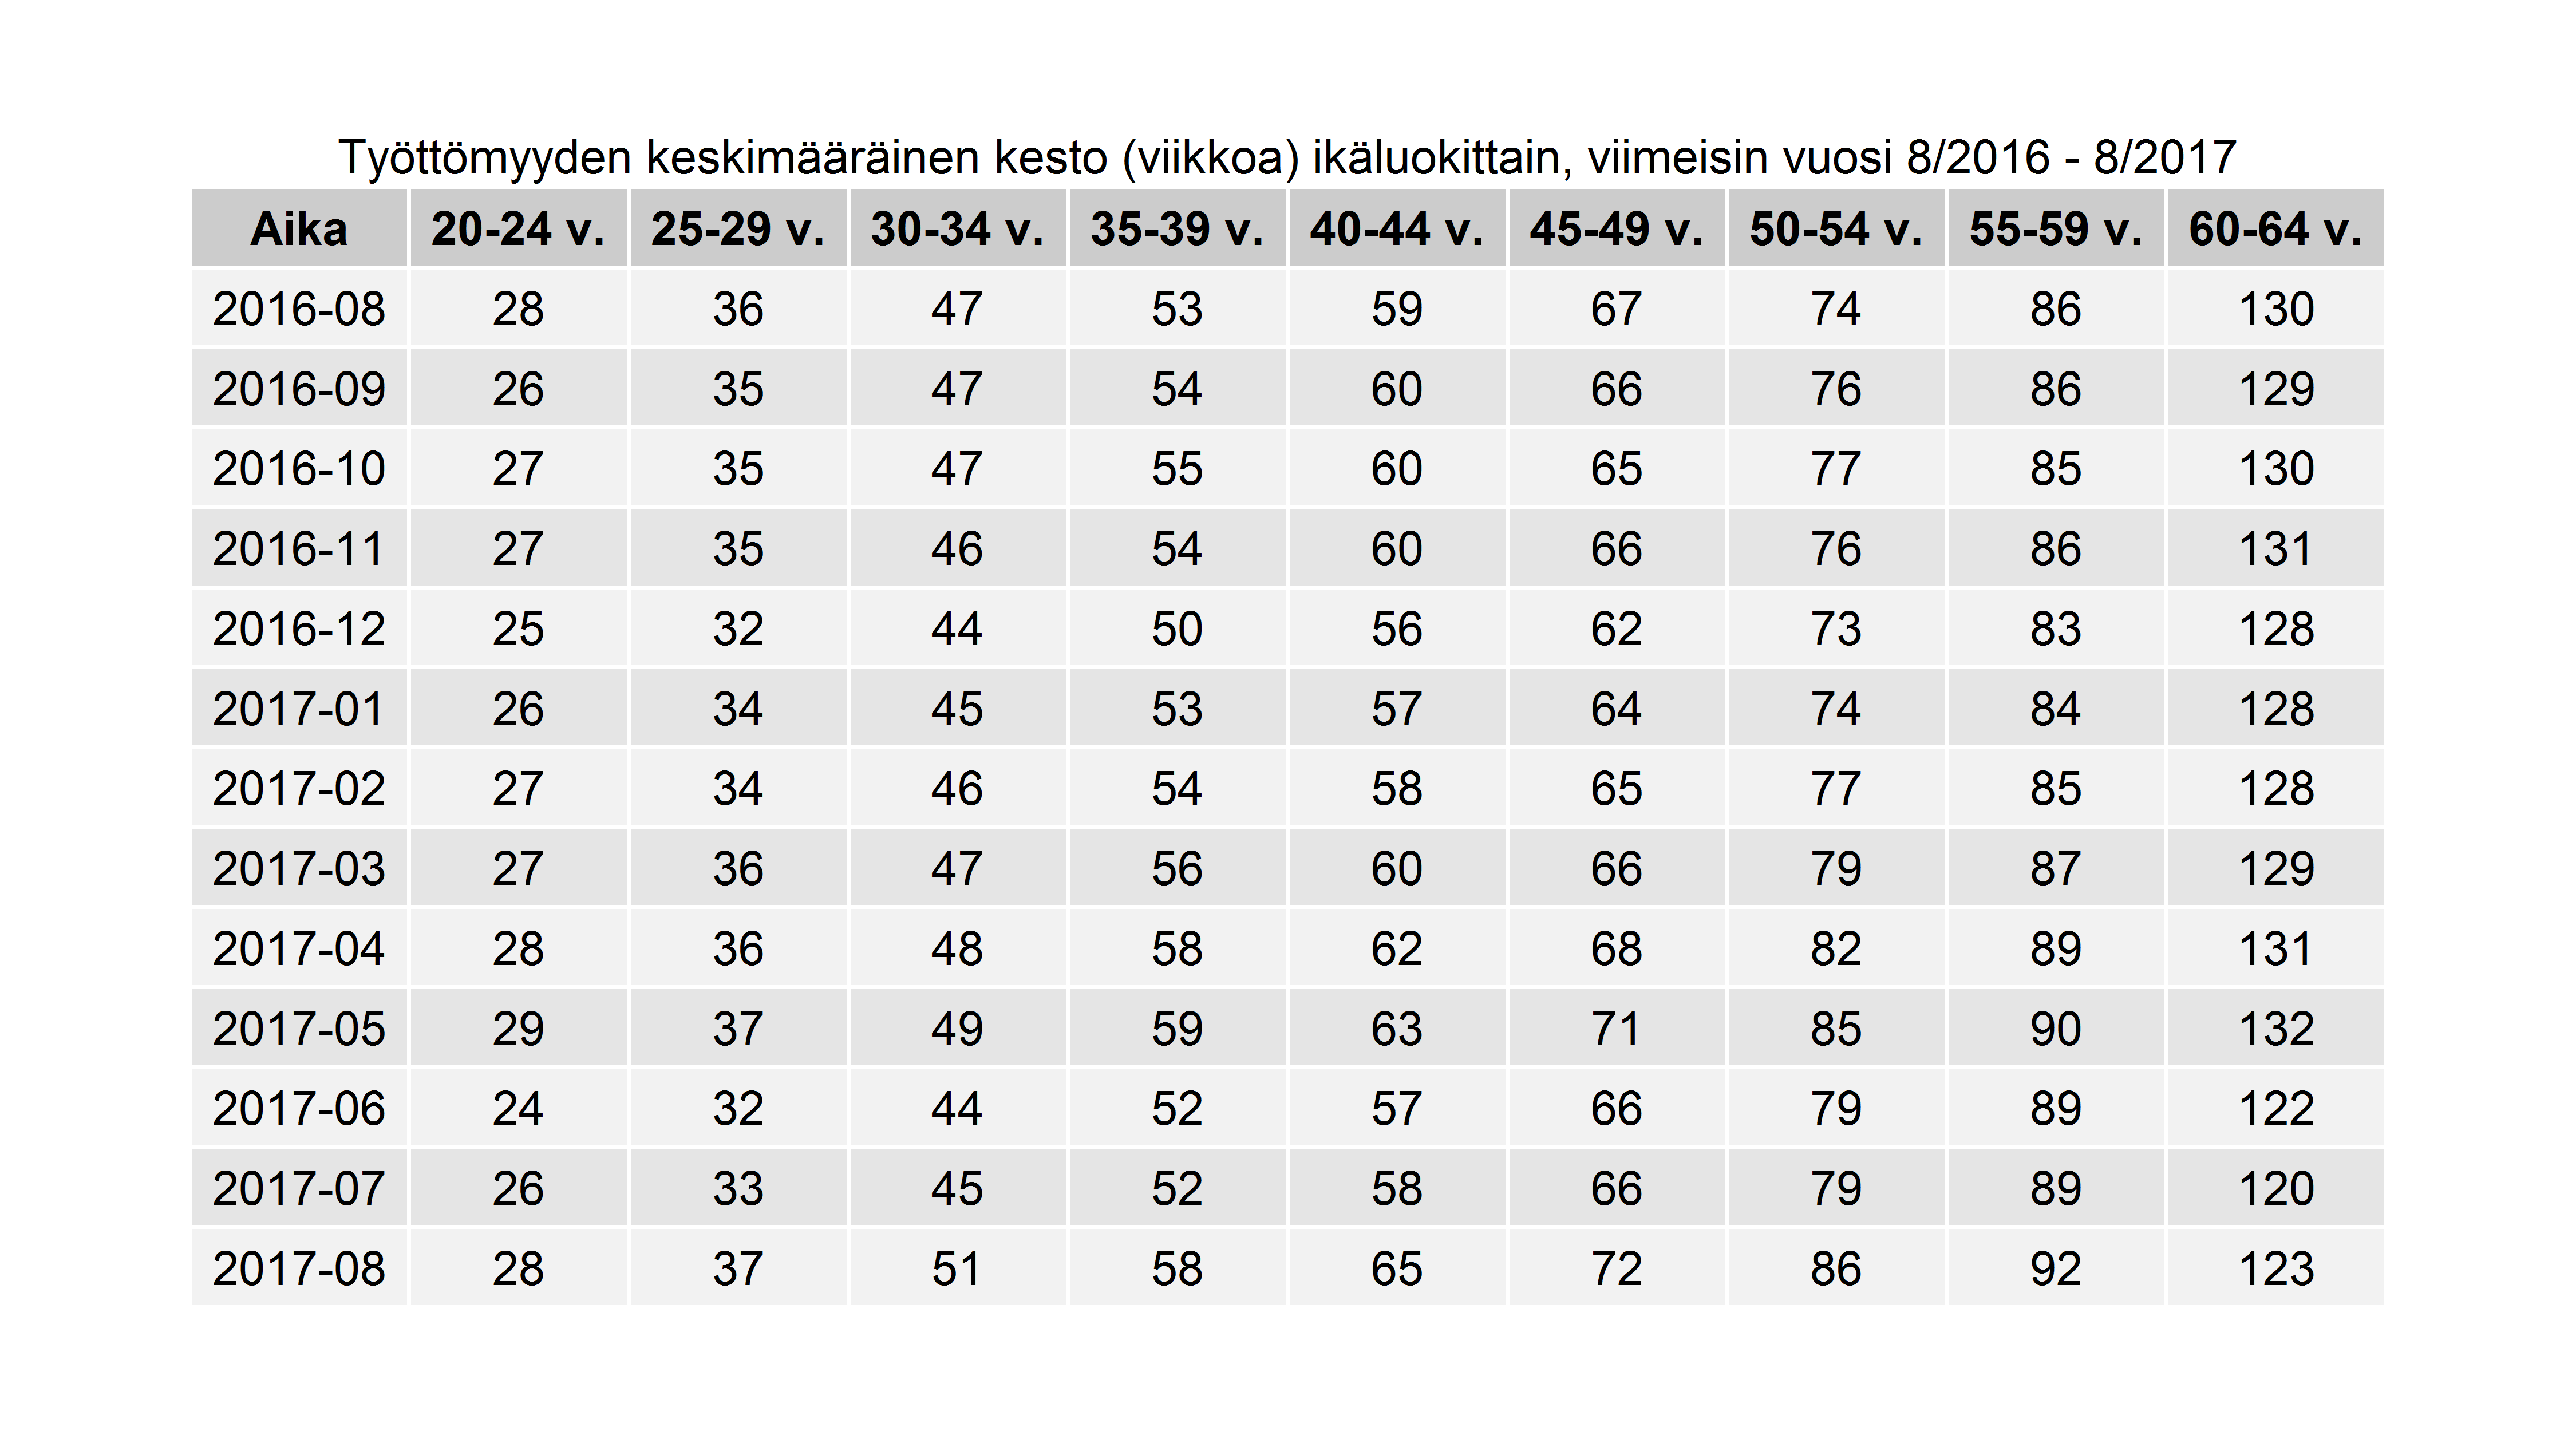 Työttömyyden keskimääräinen kesto (viikkoa) ikäluokittain, viimeisin vuosi 8/2016 - 8/2017
Aika 20-24 v. 25-29 v. 30-34 v. 35-39 v. 40-44 v. 45-49 v. 50-54 v. 55-59 v. 60-64 v.
2016-08 28 36 47 53 59 67 74 86 130
2016-09 26 35 47 54 60 66 76 86 129
2016-10 27 35 47 55 60 65 77 85 130
2016-11 27 35 46 54 60 66 76 86 131
2016-12 25 32 44 50 56 62 73 83 128
2017-01 26 34 45 53 57 64 74 84 128
2017-02 27 34 46 54 58 65 77 85 128
2017-03 27 36 47 56 60 66 79 87 129
2017-04 28 36 48 58 62 68 82 89 131
2017-05 29 37 49 59 63 71 85 90 132
2017-06 24 32 44 52 57 66 79 89 122
2017-07 26 33 45 52 58 66 79 89 120
2017-08 28 37 51 58 65 72 86 92 123